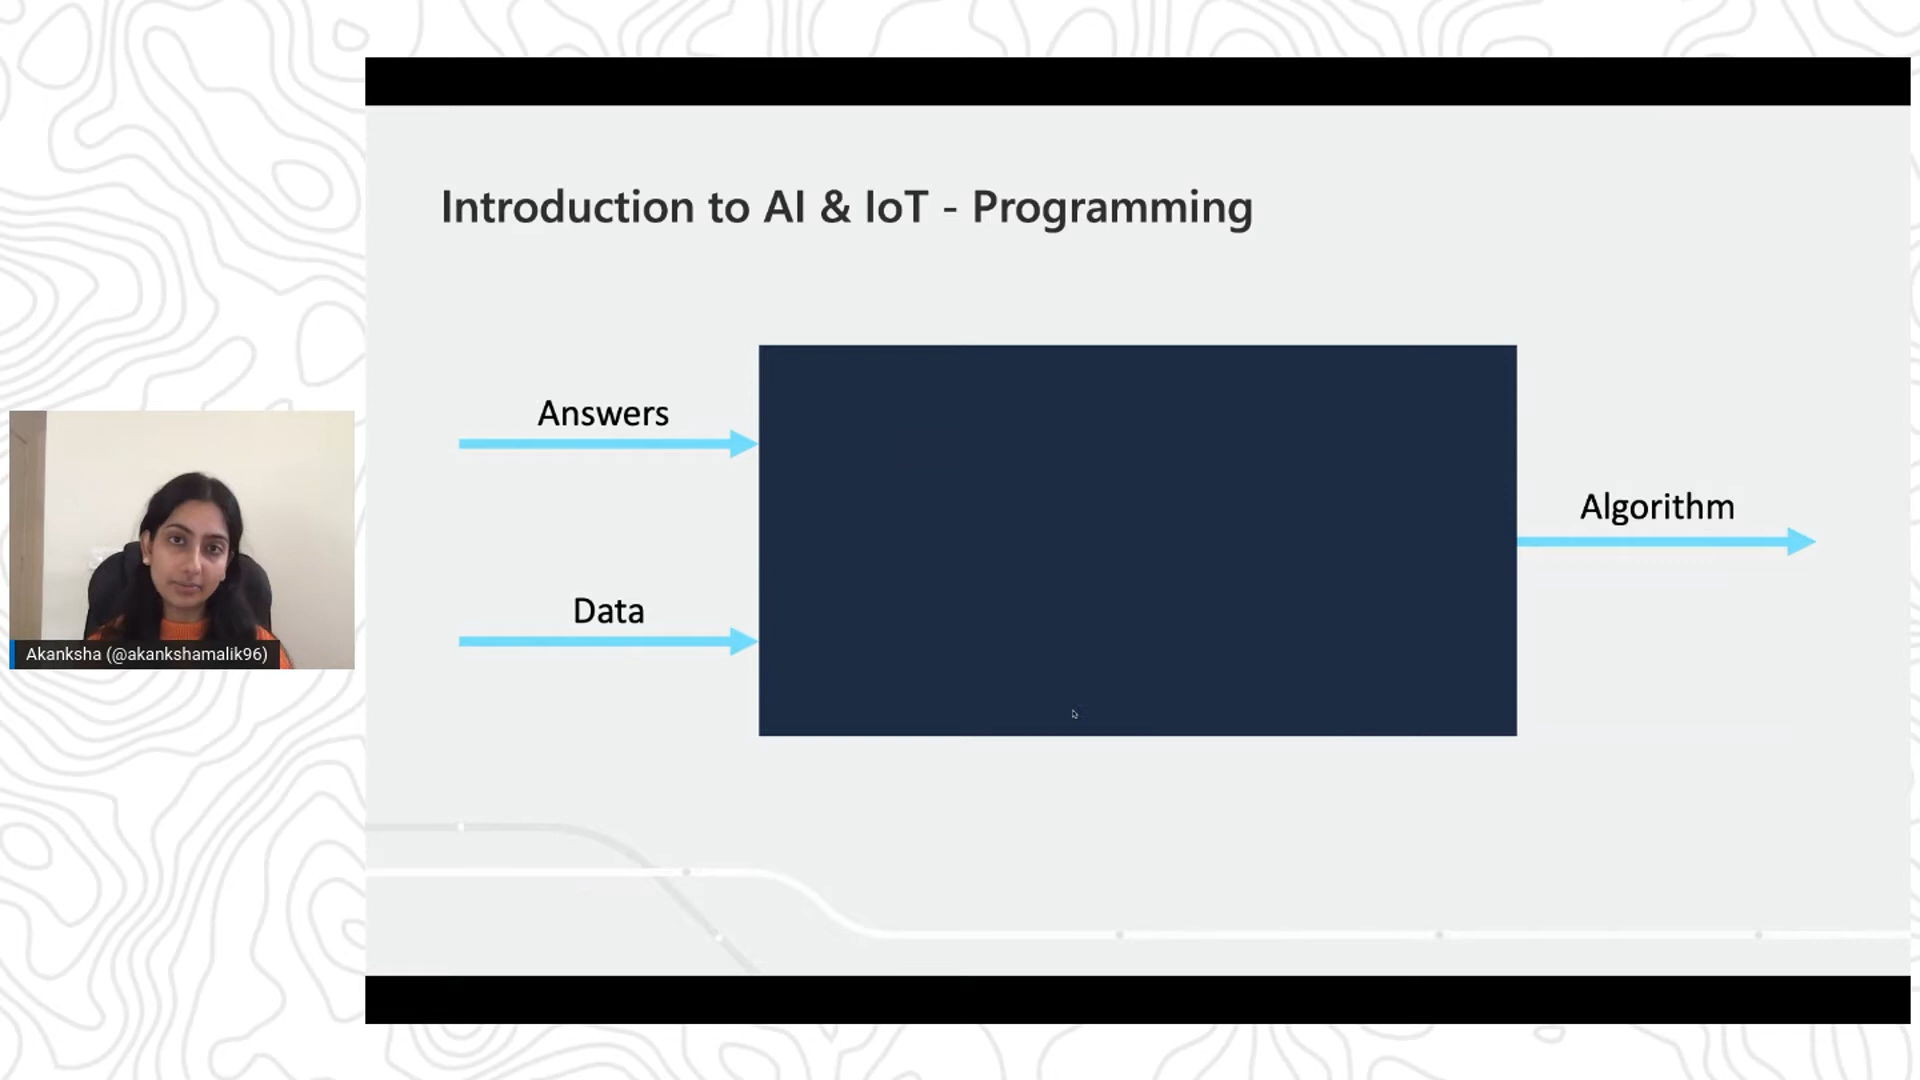 Introduction to AI & IoT - Programming
Answers
Algorithm
Data
Akanksha (@akankshamalik96)